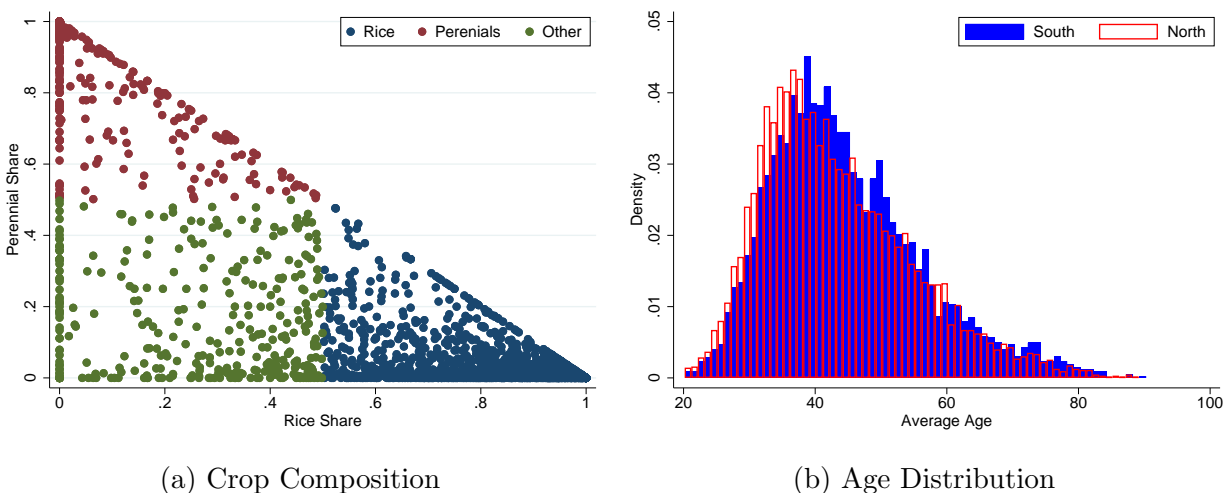 Rice Perenials Other
Perennial Share
1
.8
.6
.4
.2
0
0 .2 .4 .6 .8 1
Rice Share
(a) Crop Composition
South North
Density
.05
.04
.03
.02
.01
0
20 40 60 80 100
Average Age
(b) Age Distribution